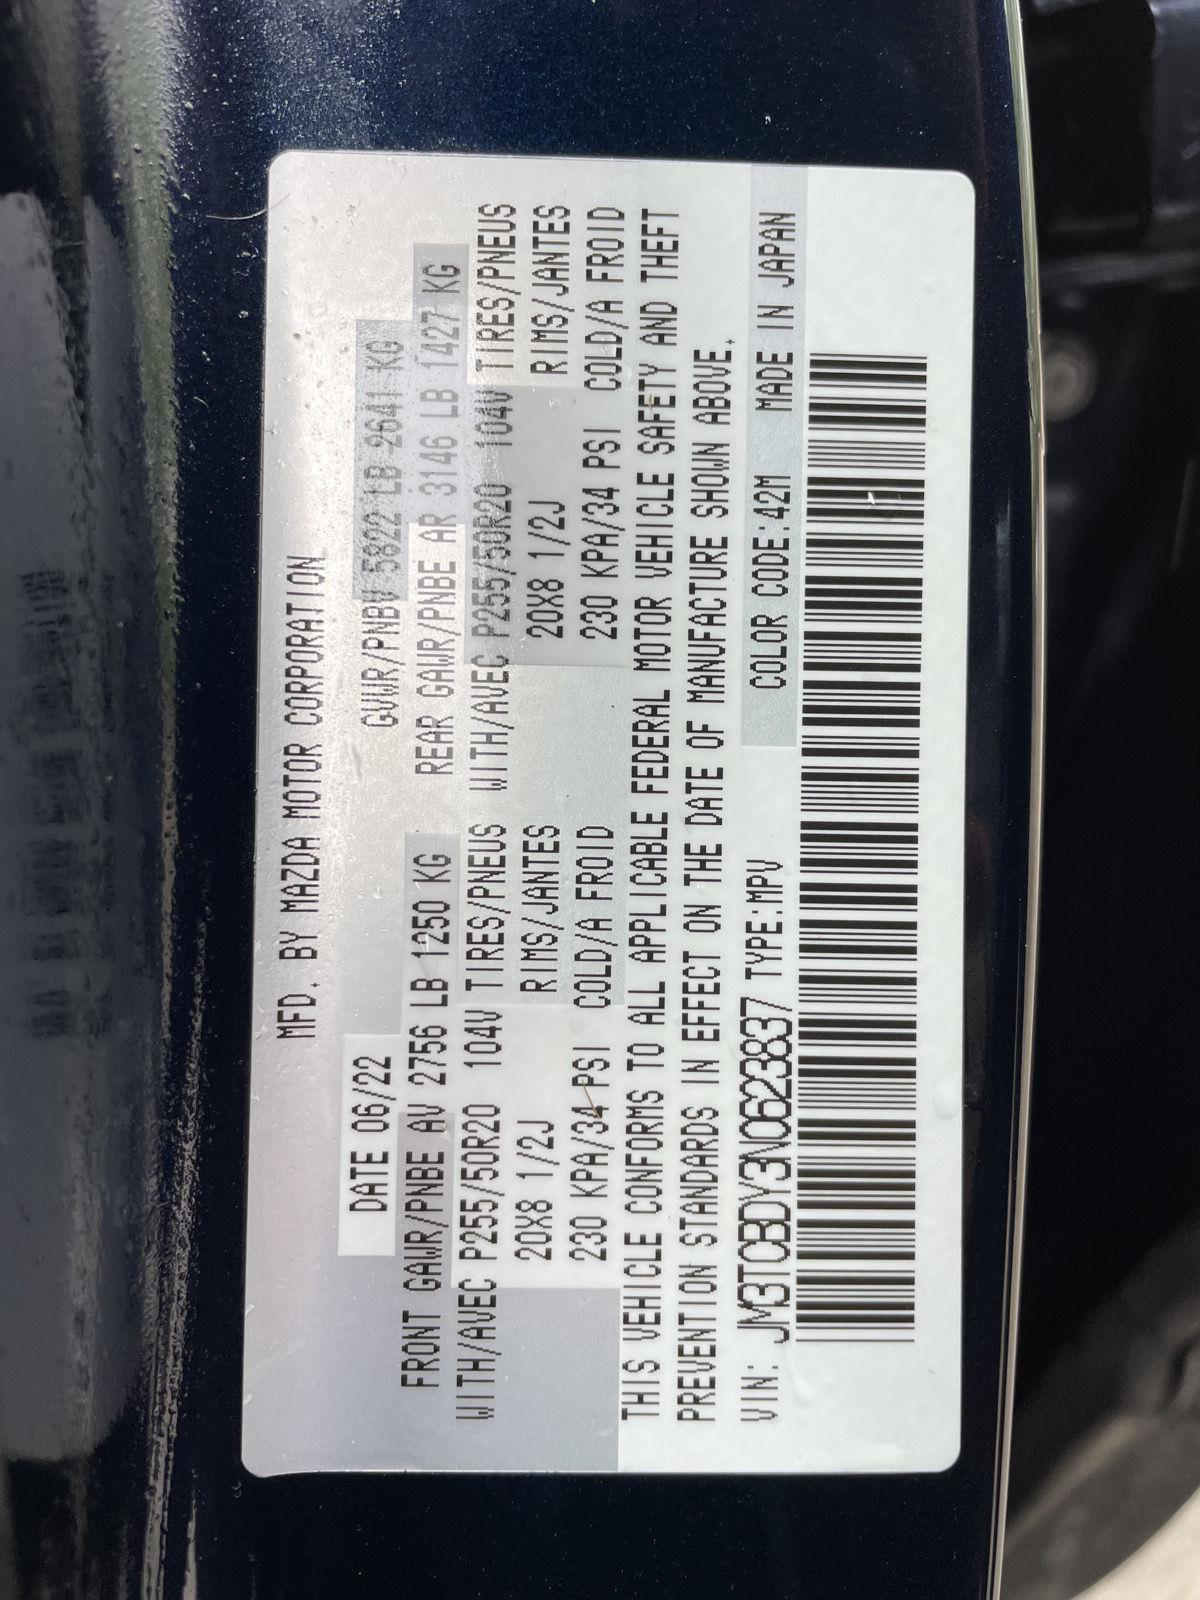 MFD. BY MAZDA MOTOR CORPORATION
DATE 06/22 GVWR/PNBV 5822 LB 2641 KG
FRONT GAWR/PNBE AV 2756 LB 1250 KG REAR GAWR/PNBE AR 3146 LB 1427 KG
WITH/AVEC P255/50R20 104V TIRES/PNEUS WITH/AVEC P255/50R20 104V TIRES/PNEUS
20X8 1/2J RIMS/JANTES 20X8 1/2J RIMS/JANTES
230 KPA/34 PSI COLD/A FROID 230 KPA/34 PSI COLD/A FROID
THIS VEHICLE CONFORMS TO ALL APPLICABLE FEDERAL MOTOR VEHICLE SAFETY AND THEFT
PREVENTION STANDARDS IN EFFECT ON THE DATE OF MANUFACTURE SHOWN ABOVE.
VIN: JM3TCBDY3N0623837 TYPE:MPV COLOR CODE:42M MADE IN JAPAN